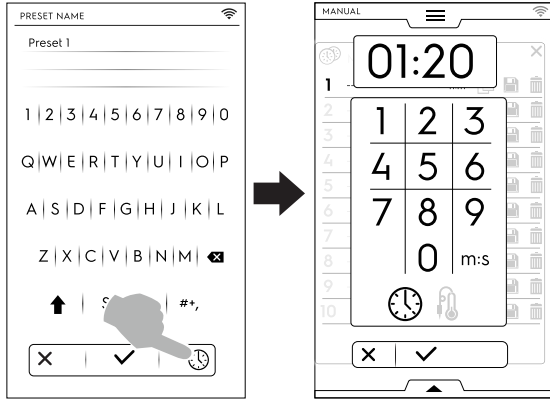 PRESET NAME
Preset 1
1 2 3 4 5 6 7 8 9 0
Q W E R T Y U I O P
A S D F G H J K L
Z X C V B N M
S
#+,
MANUAL
01:20
1
2
3
4
5
6
7
8
9
10
1 2 3
4 5 6
7 8 9
0 m:s